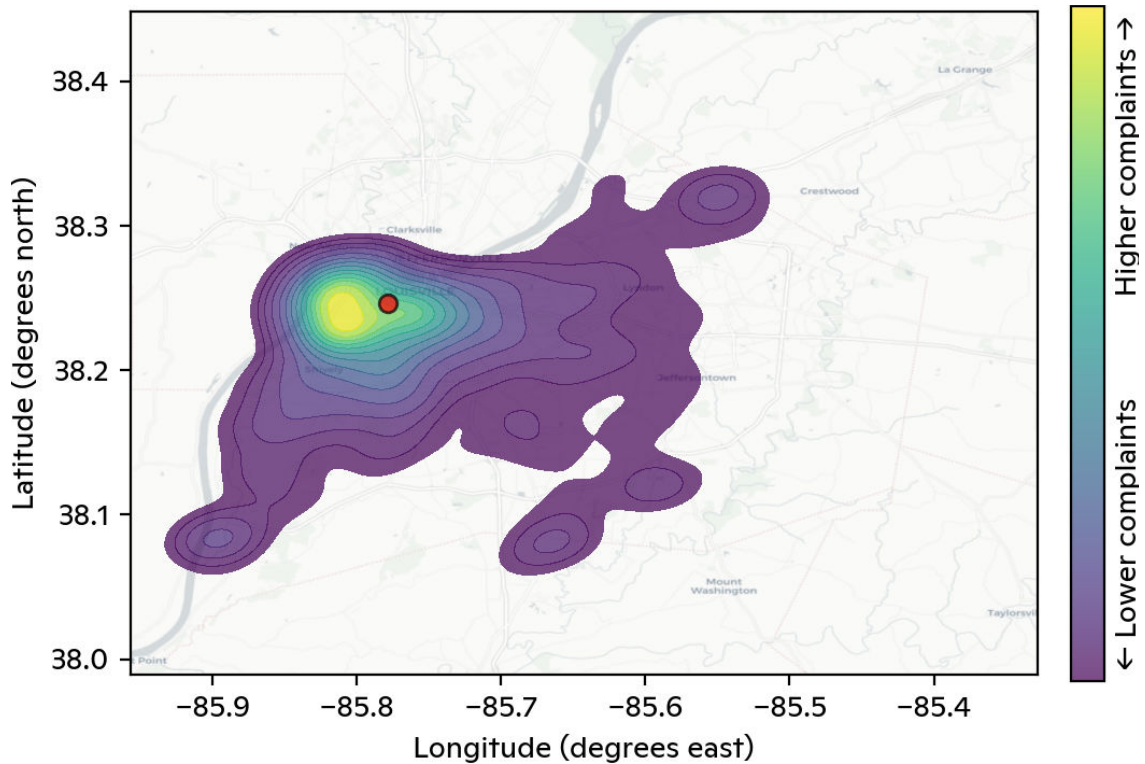 38.4
38.3
38.2
38.1
38.0
Latitude (degrees north)
La Grange
Crestwood
Clarksville
Lyndon
Shively
Jeffersontown
Mount
Washington
Point
−85.9
−85.8
−85.7
−85.6
−85.5
−85.4
Longitude (degrees east)
← Lower complaints
Higher complaints →